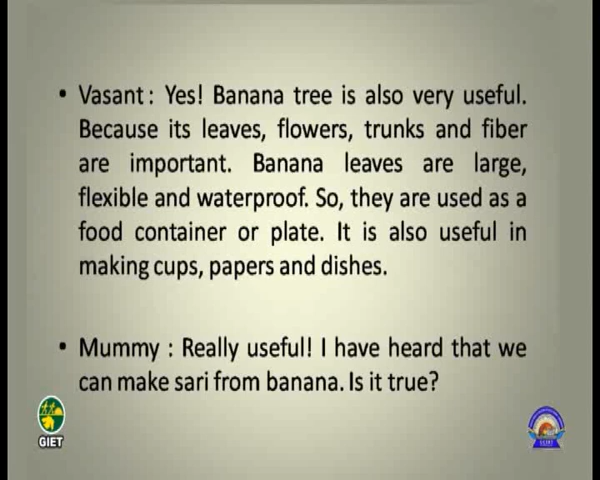 • Vasant : Yes! Banana tree is also very useful.
Because its leaves, flowers, trunks and fiber
are important. Banana leaves are large,
flexible and waterproof. So, they are used as a
food container or plate. It is also useful in
making cups, papers and dishes.
• Mummy : Really useful! I have heard that we
can make sari from banana. Is it true?
GIET